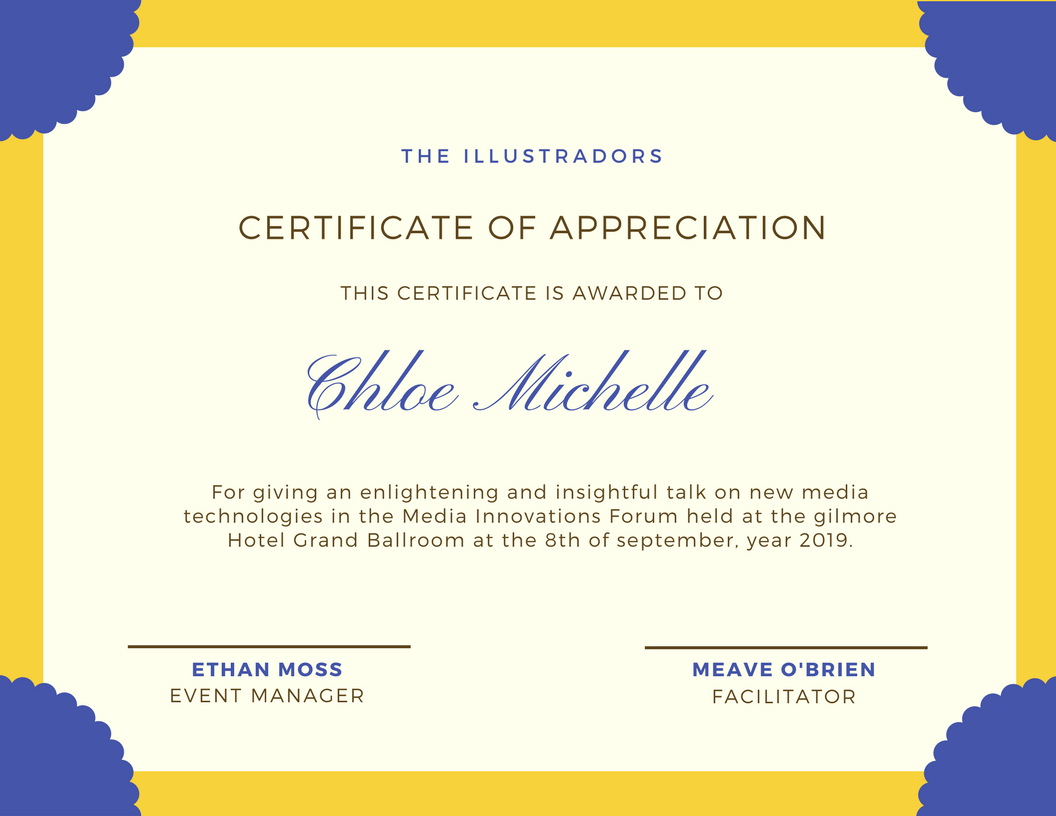 THE ILLUSTRADORS
CERTIFICATE OF APPRECIATION
THIS CERTIFICATE IS AWARDED TO
Chloe Michelle
For giving an enlightening and insightful talk on new media
technologies in the Media Innovations Forum held at the gilmore
Hotel Grand Ballroom at the 8th of september, year 2019.
ETHAN MOSS
EVENT MANAGER
MEAVE O'BRIEN
FACILITATOR